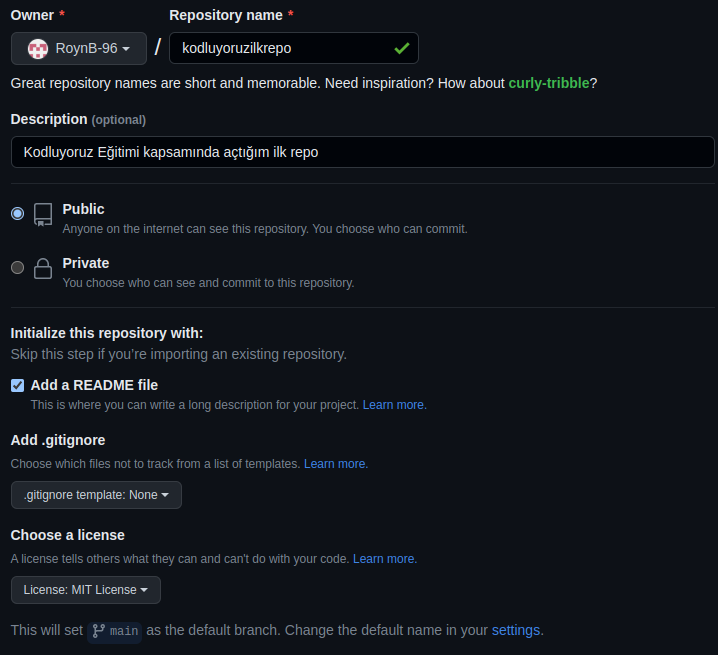 Owner * Repository name *
RoynB-96 / kodluyoruzilkrepo
Great repository names are short and memorable. Need inspiration? How about curly-tribble?
Description (optional)
Kodluyoruz Eğitimi kapsamında açtığım ilk repo
Public
Anyone on the internet can see this repository. You choose who can commit.
Private
You choose who can see and commit to this repository.
Initialize this repository with:
Skip this step if you're importing an existing repository.
Add a README file
This is where you can write a long description for your project. Learn more.
Add .gitignore
Choose which files not to track from a list of templates. Learn more.
.gitignore template: None
Choose a license
A license tells others what they can and can't do with your code. Learn more.
License: MIT License
This will set main as the default branch. Change the default name in your settings.